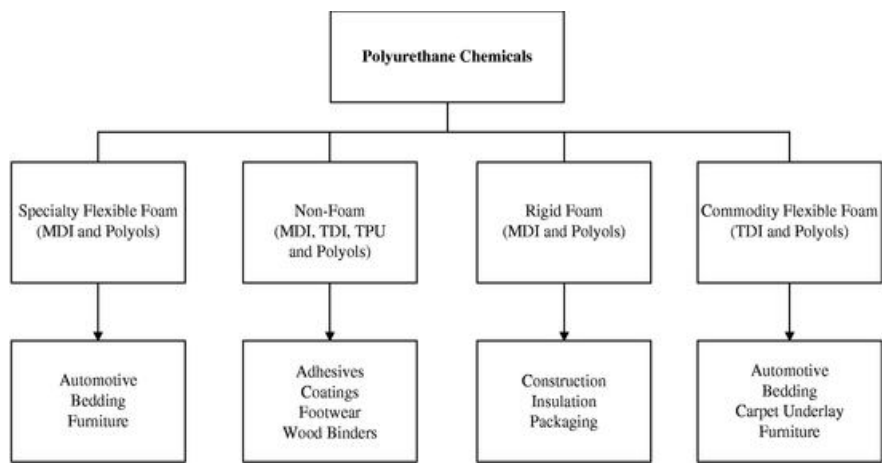 Polyurethane Chemicals
Specialty Flexible Foam
(MDI and Polyols)
Non-Foam
(MDI, TDI, TPU
and Polyols)
Rigid Foam
(MDI and Polyols)
Commodity Flexible Foam
(TDI and Polyols)
Automotive
Bedding
Furniture
Adhesives
Coatings
Footwear
Wood Binders
Construction
Insulation
Packaging
Automotive
Bedding
Carpet Underlay
Furniture